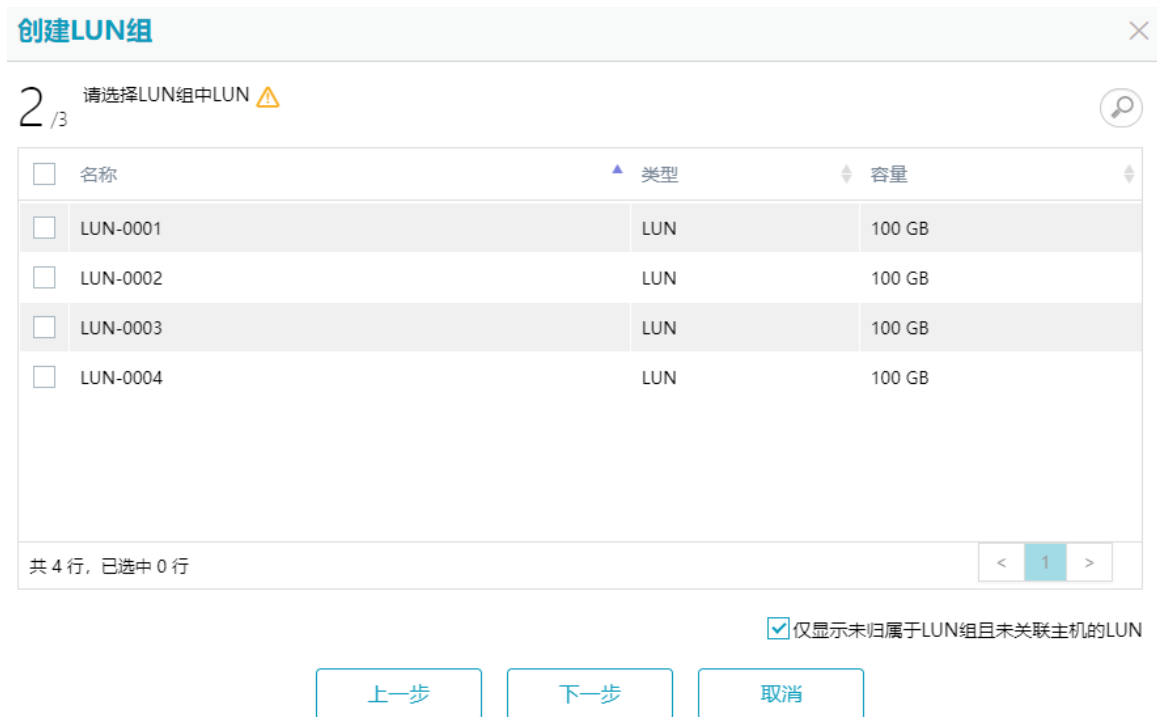 创建LUN组
2/3 请选择LUN组中LUN
名称 类型 容量
LUN-0001 LUN 100 GB
LUN-0002 LUN 100 GB
LUN-0003 LUN 100 GB
LUN-0004 LUN 100 GB
共 4 行，已选中 0 行 < 1 >
仅显示未归属于LUN组且未关联主机的LUN
上一步 下一步 取消